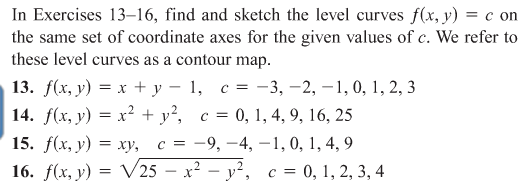 In Exercises 13–16, find and sketch the level curves f(x, y) = c on
the same set of coordinate axes for the given values of c. We refer to
these level curves as a contour map.
13. f(x, y) = x + y − 1, c = −3, −2, −1, 0, 1, 2, 3
14. f(x, y) = x² + y², c = 0, 1, 4, 9, 16, 25
15. f(x, y) = xy, c = −9, −4, −1, 0, 1, 4, 9
16. f(x, y) = √(25 − x² − y²), c = 0, 1, 2, 3, 4